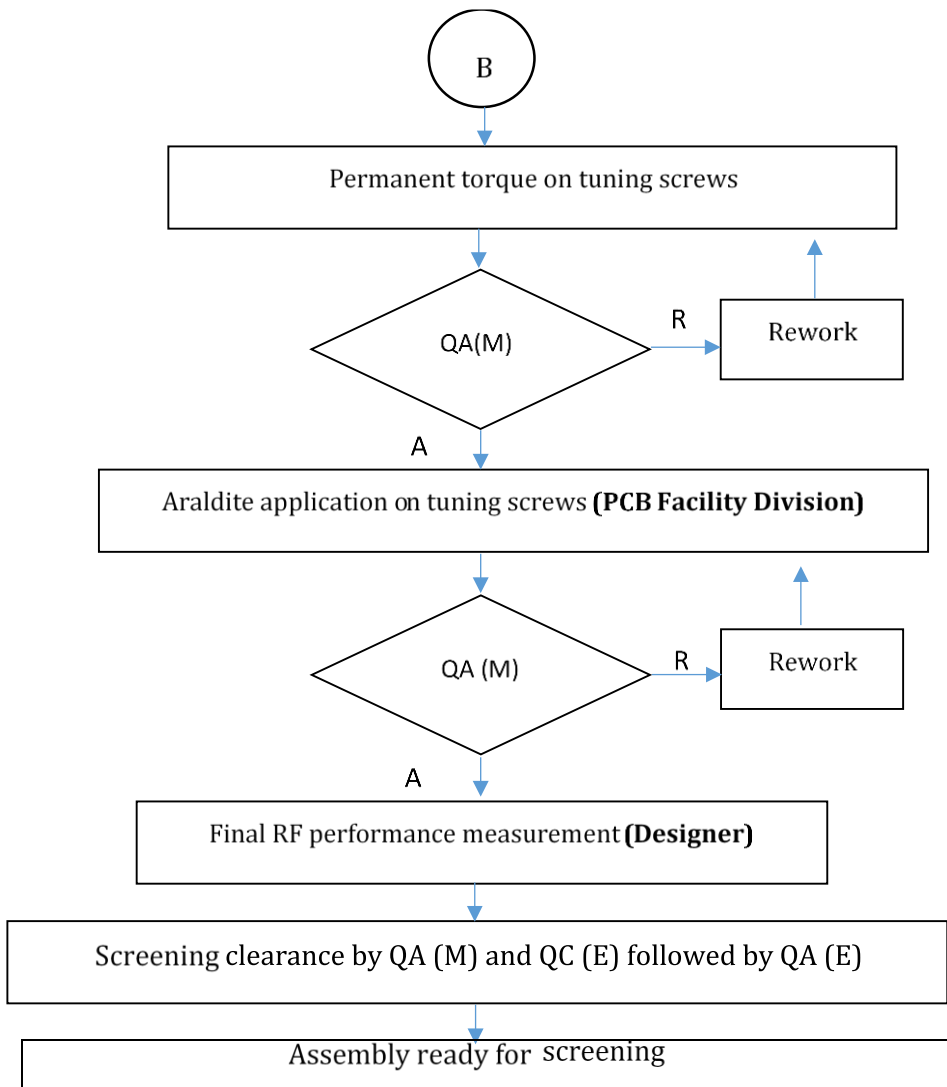 B
Permanent torque on tuning screws
QA(M)
R
Rework
A
Araldite application on tuning screws (PCB Facility Division)
QA (M)
R
Rework
A
Final RF performance measurement (Designer)
Screening clearance by QA (M) and QC (E) followed by QA (E)
Assembly ready for screening